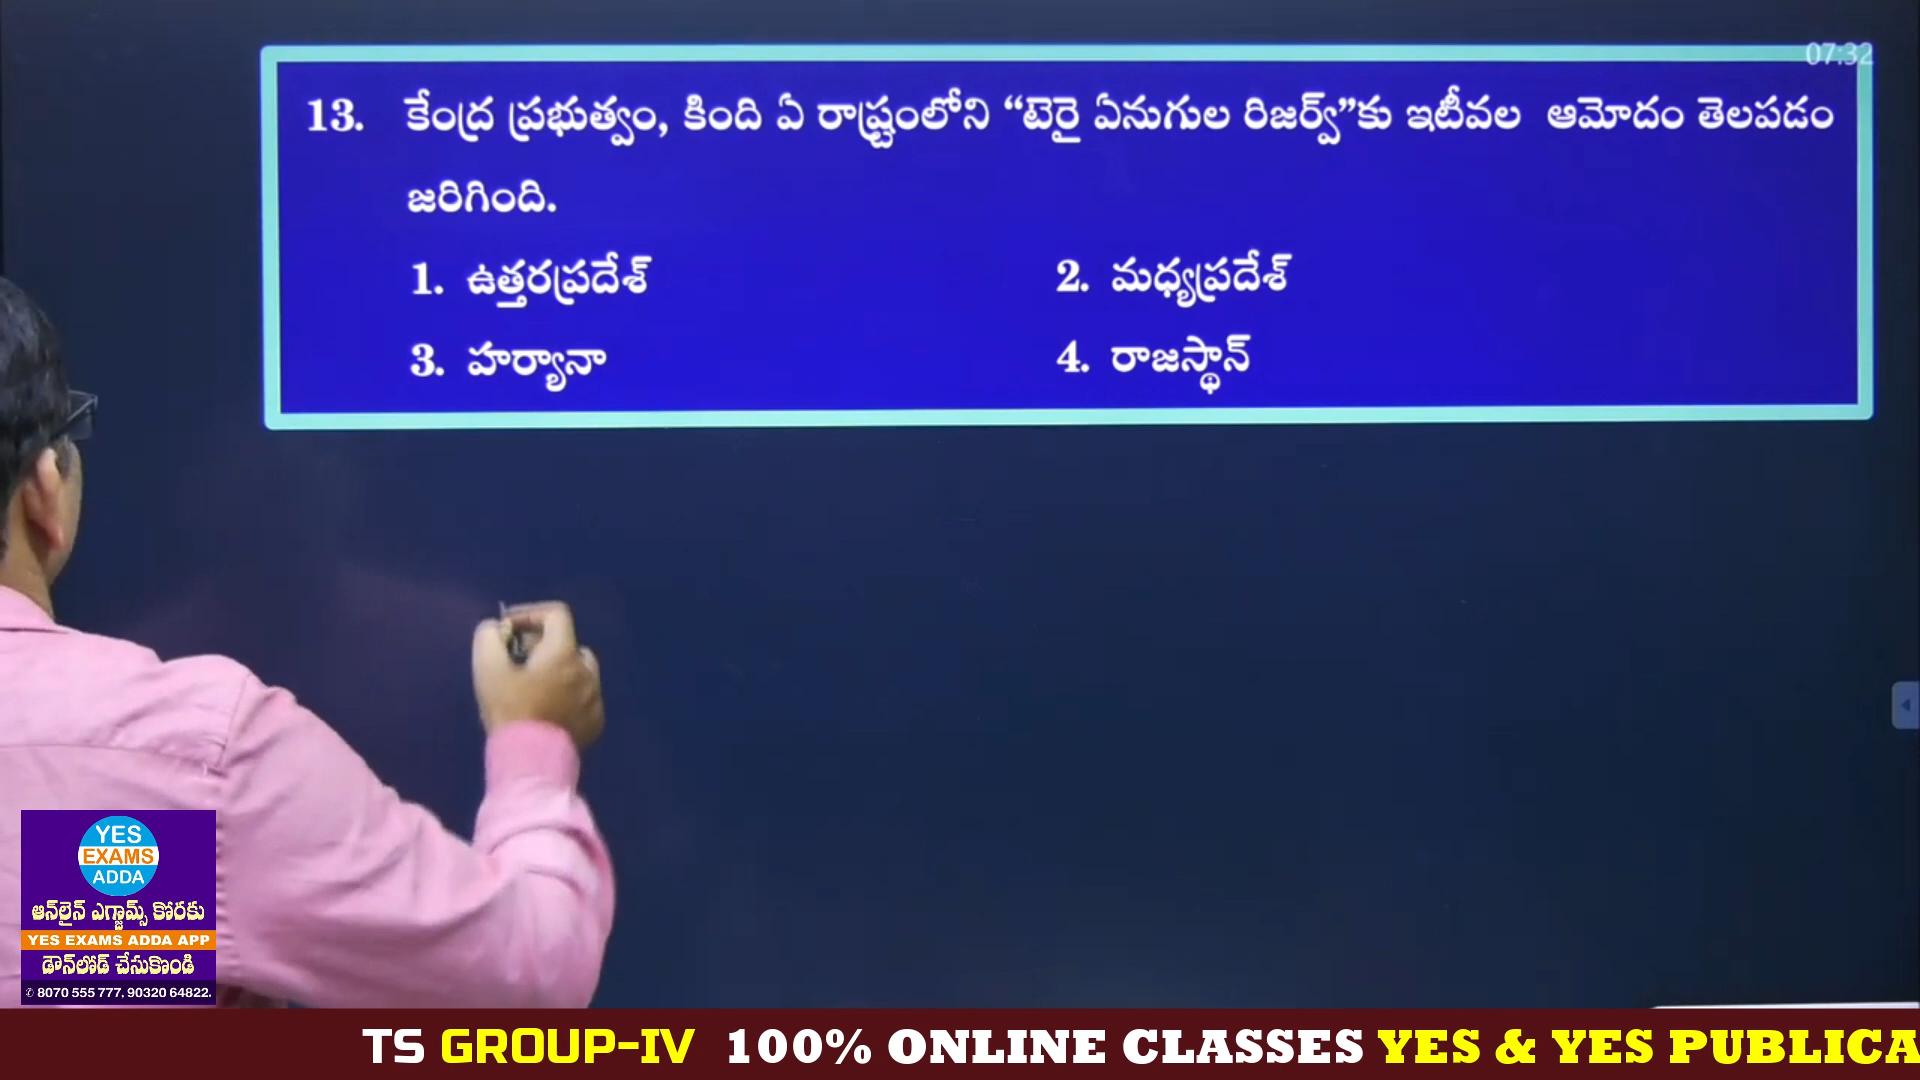 07:32
13. కేంద్ర ప్రభుత్వం, కింది ఏ రాష్ట్రంలోని “టెరై ఏనుగుల రిజర్వ్”కు ఇటీవల ఆమోదం తెలపడం
జరిగింది.
1. ఉత్తరప్రదేశ్ 2. మధ్యప్రదేశ్
3. హర్యానా 4. రాజస్థాన్
YES
EXAMS
ADDA
ఆన్‌లైన్ ఎగ్జామ్స్ కోరకు
YES EXAMS ADDA APP
డౌన్‌లోడ్ చేసుకొండి
✆ 8070 555 777, 90320 64822.
TS GROUP-IV 100% ONLINE CLASSES YES & YES PUBLICA